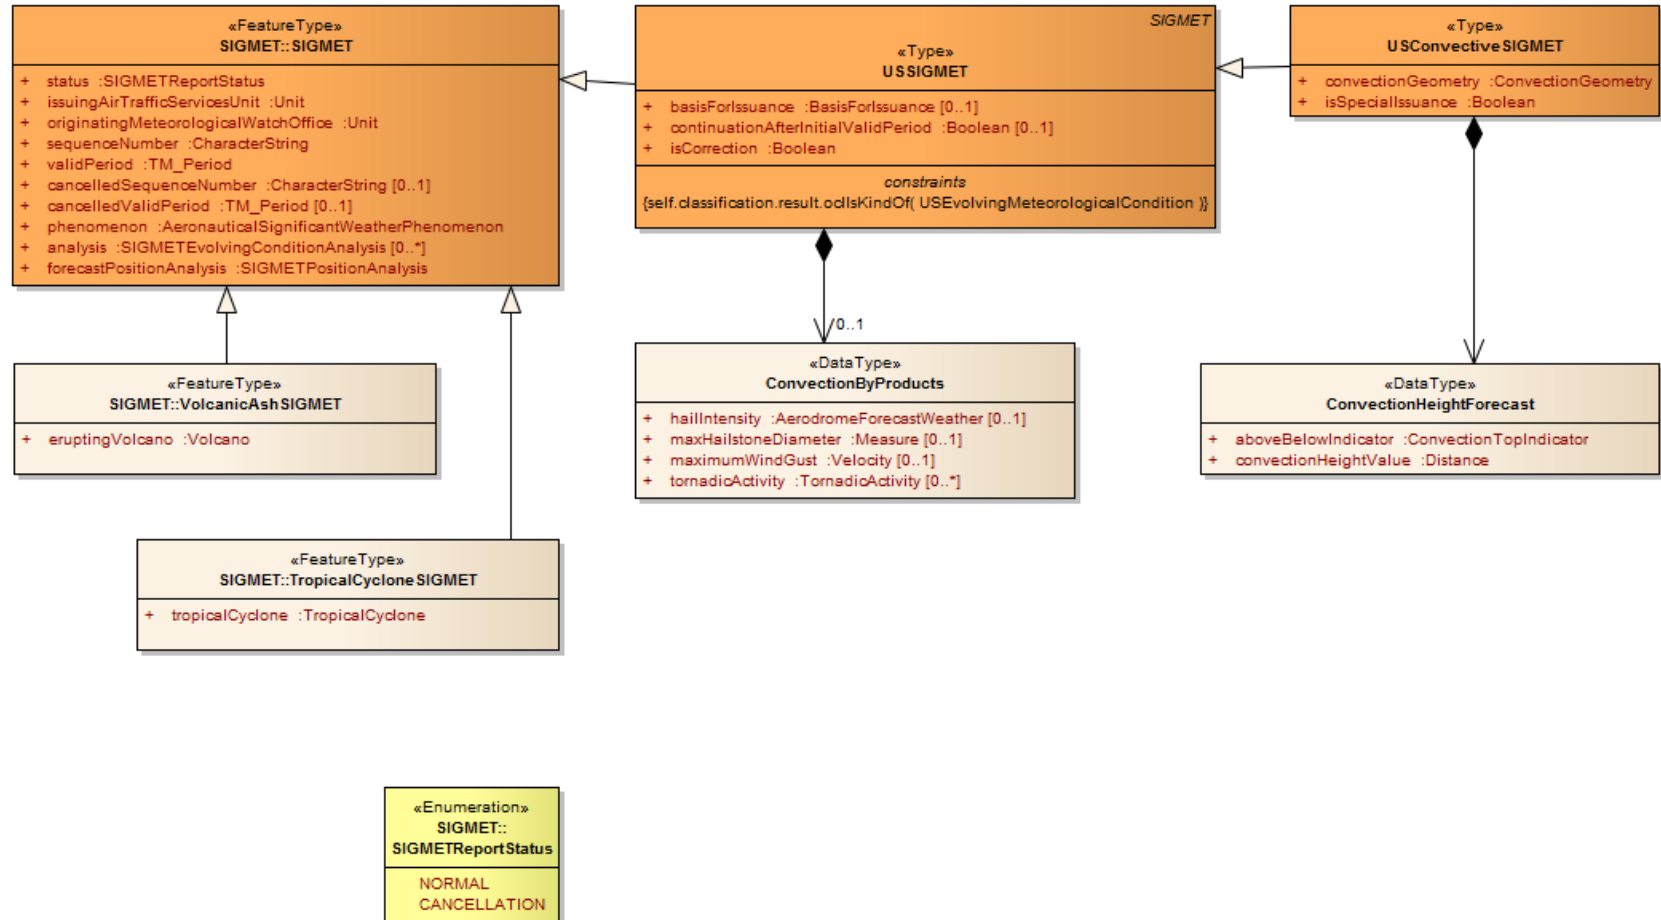 «FeatureType»
SIGMET::SIGMET
+ status :SIGMETReportStatus
+ issuingAirTrafficServicesUnit :Unit
+ originatingMeteorologicalWatchOffice :Unit
+ sequenceNumber :CharacterString
+ validPeriod :TM_Period
+ cancelledSequenceNumber :CharacterString [0..1]
+ cancelledValidPeriod :TM_Period [0..1]
+ phenomenon :AeronauticalSignificantWeatherPhenomenon
+ analysis :SIGMETEvolvingConditionAnalysis [0..*]
+ forecastPositionAnalysis :SIGMETPositionAnalysis
SIGMET
«Type»
USSIGMET
+ basisForIssuance :BasisForIssuance [0..1]
+ continuationAfterInitialValidPeriod :Boolean [0..1]
+ isCorrection :Boolean
constraints
{self.classification.result.oclIsKindOf( USEvolvingMeteorologicalCondition )}
«Type»
USConvectiveSIGMET
+ convectionGeometry :ConvectionGeometry
+ isSpecialIssuance :Boolean
0..1
«FeatureType»
SIGMET::VolcanicAshSIGMET
+ eruptingVolcano :Volcano
«DataType»
ConvectionByProducts
+ hailIntensity :AerodromeForecastWeather [0..1]
+ maxHailstoneDiameter :Measure [0..1]
+ maximumWindGust :Velocity [0..1]
+ tornadicActivity :TornadicActivity [0..*]
«DataType»
ConvectionHeightForecast
+ aboveBelowIndicator :ConvectionTopIndicator
+ convectionHeightValue :Distance
«FeatureType»
SIGMET::TropicalCycloneSIGMET
+ tropicalCyclone :TropicalCyclone
«Enumeration»
SIGMET::
SIGMETReportStatus
NORMAL
CANCELLATION